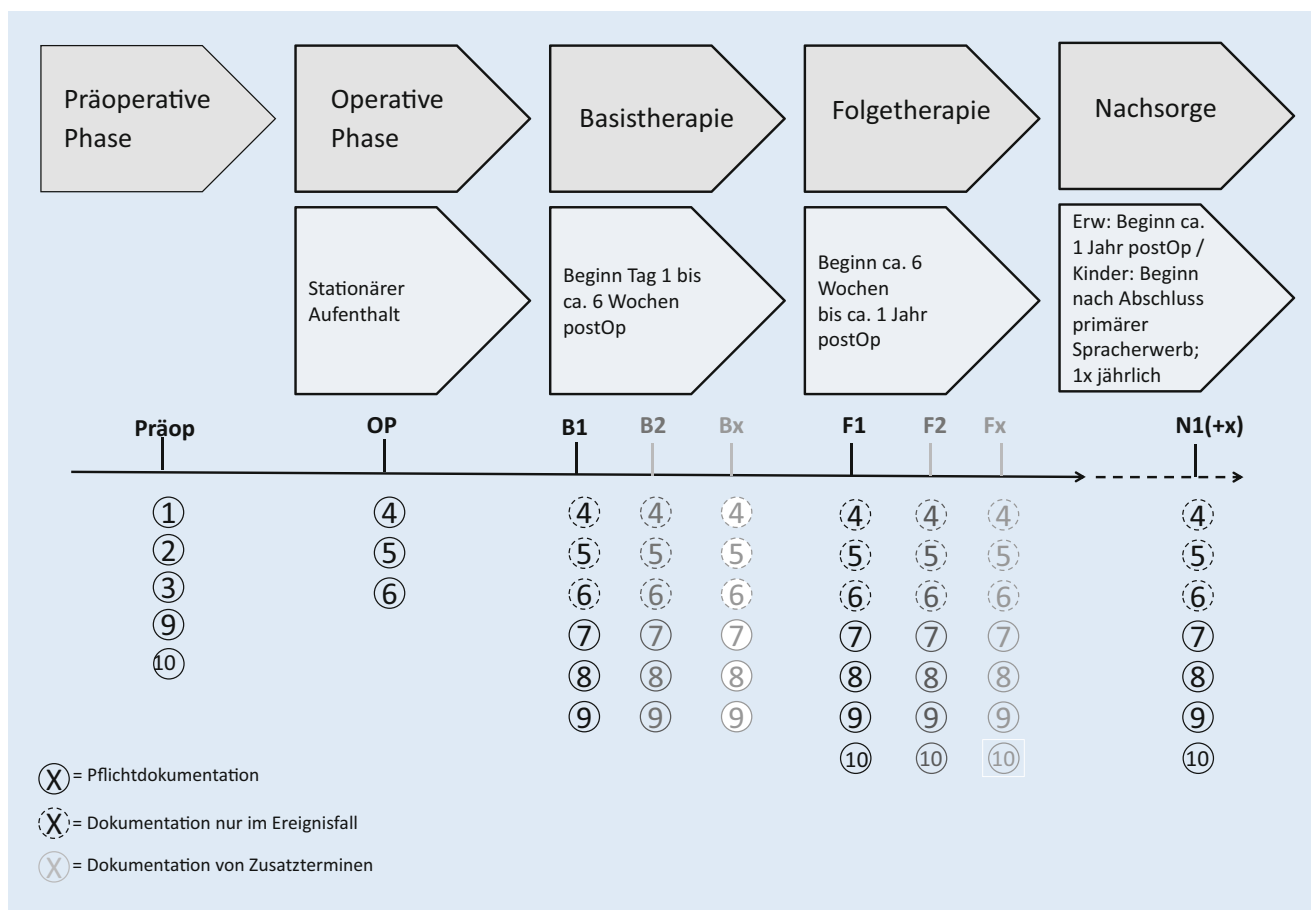 Präoperative
Phase
Operative
Phase
Basistherapie
Folgetherapie
Nachsorge
Stationärer
Aufenthalt
Beginn Tag 1 bis
ca. 6 Wochen
postOp
Beginn ca. 6
Wochen
bis ca. 1 Jahr
postOp
Erw: Beginn ca.
1 Jahr postOp /
Kinder: Beginn
nach Abschluss
primärer
Spracherwerb;
1x jährlich
Präop OP B1 B2 Bx F1 F2 Fx N1(+x)
1 4 4 4 4 4 4 4 4
2 5 5 5 5 5 5 5 5
3 6 6 6 6 6 6 6 6
9 7 7 7 7 7 7 7
10 8 8 8 8 8 8 8
9 9 9 9 9 9 9
10 10 10 10
X = Pflichtdokumentation
X = Dokumentation nur im Ereignisfall
X = Dokumentation von Zusatzterminen